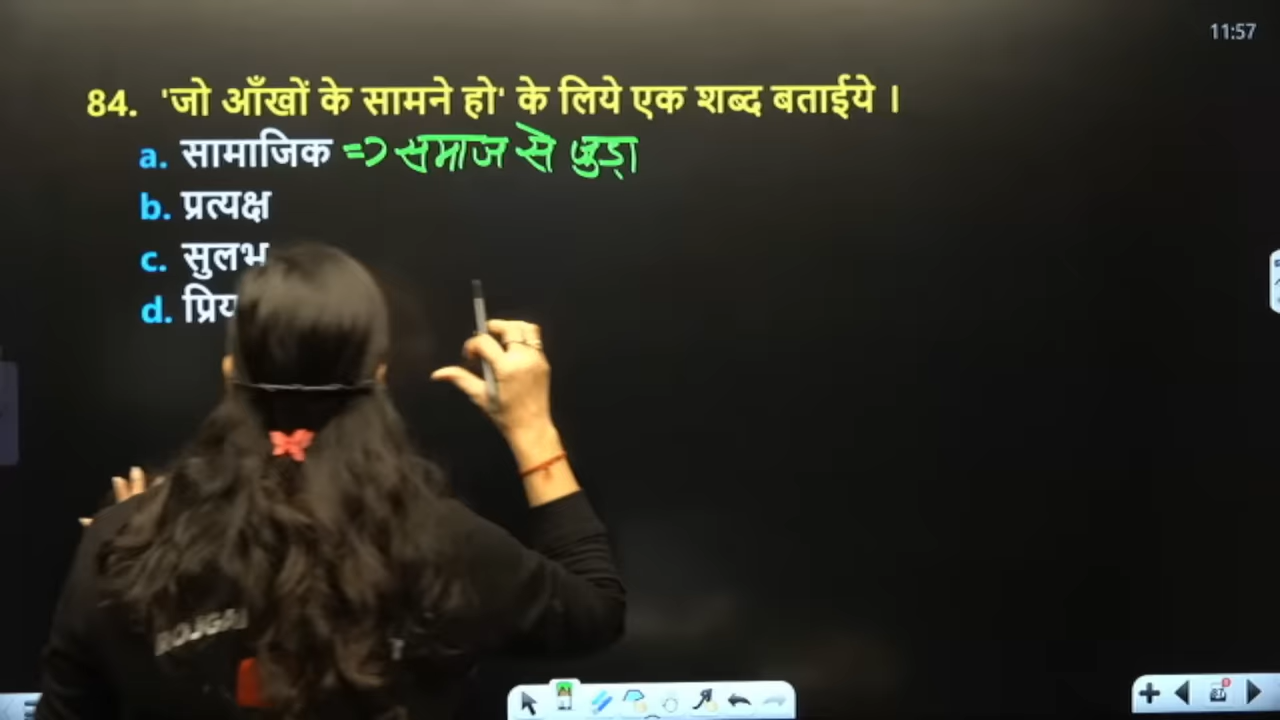 11:57
84. 'जो आँखों के सामने हो' के लिये एक शब्द बताईये ।
a. सामाजिक => समाज से जुड़ा
b. प्रत्यक्ष
c. सुलभ
d. प्रिय